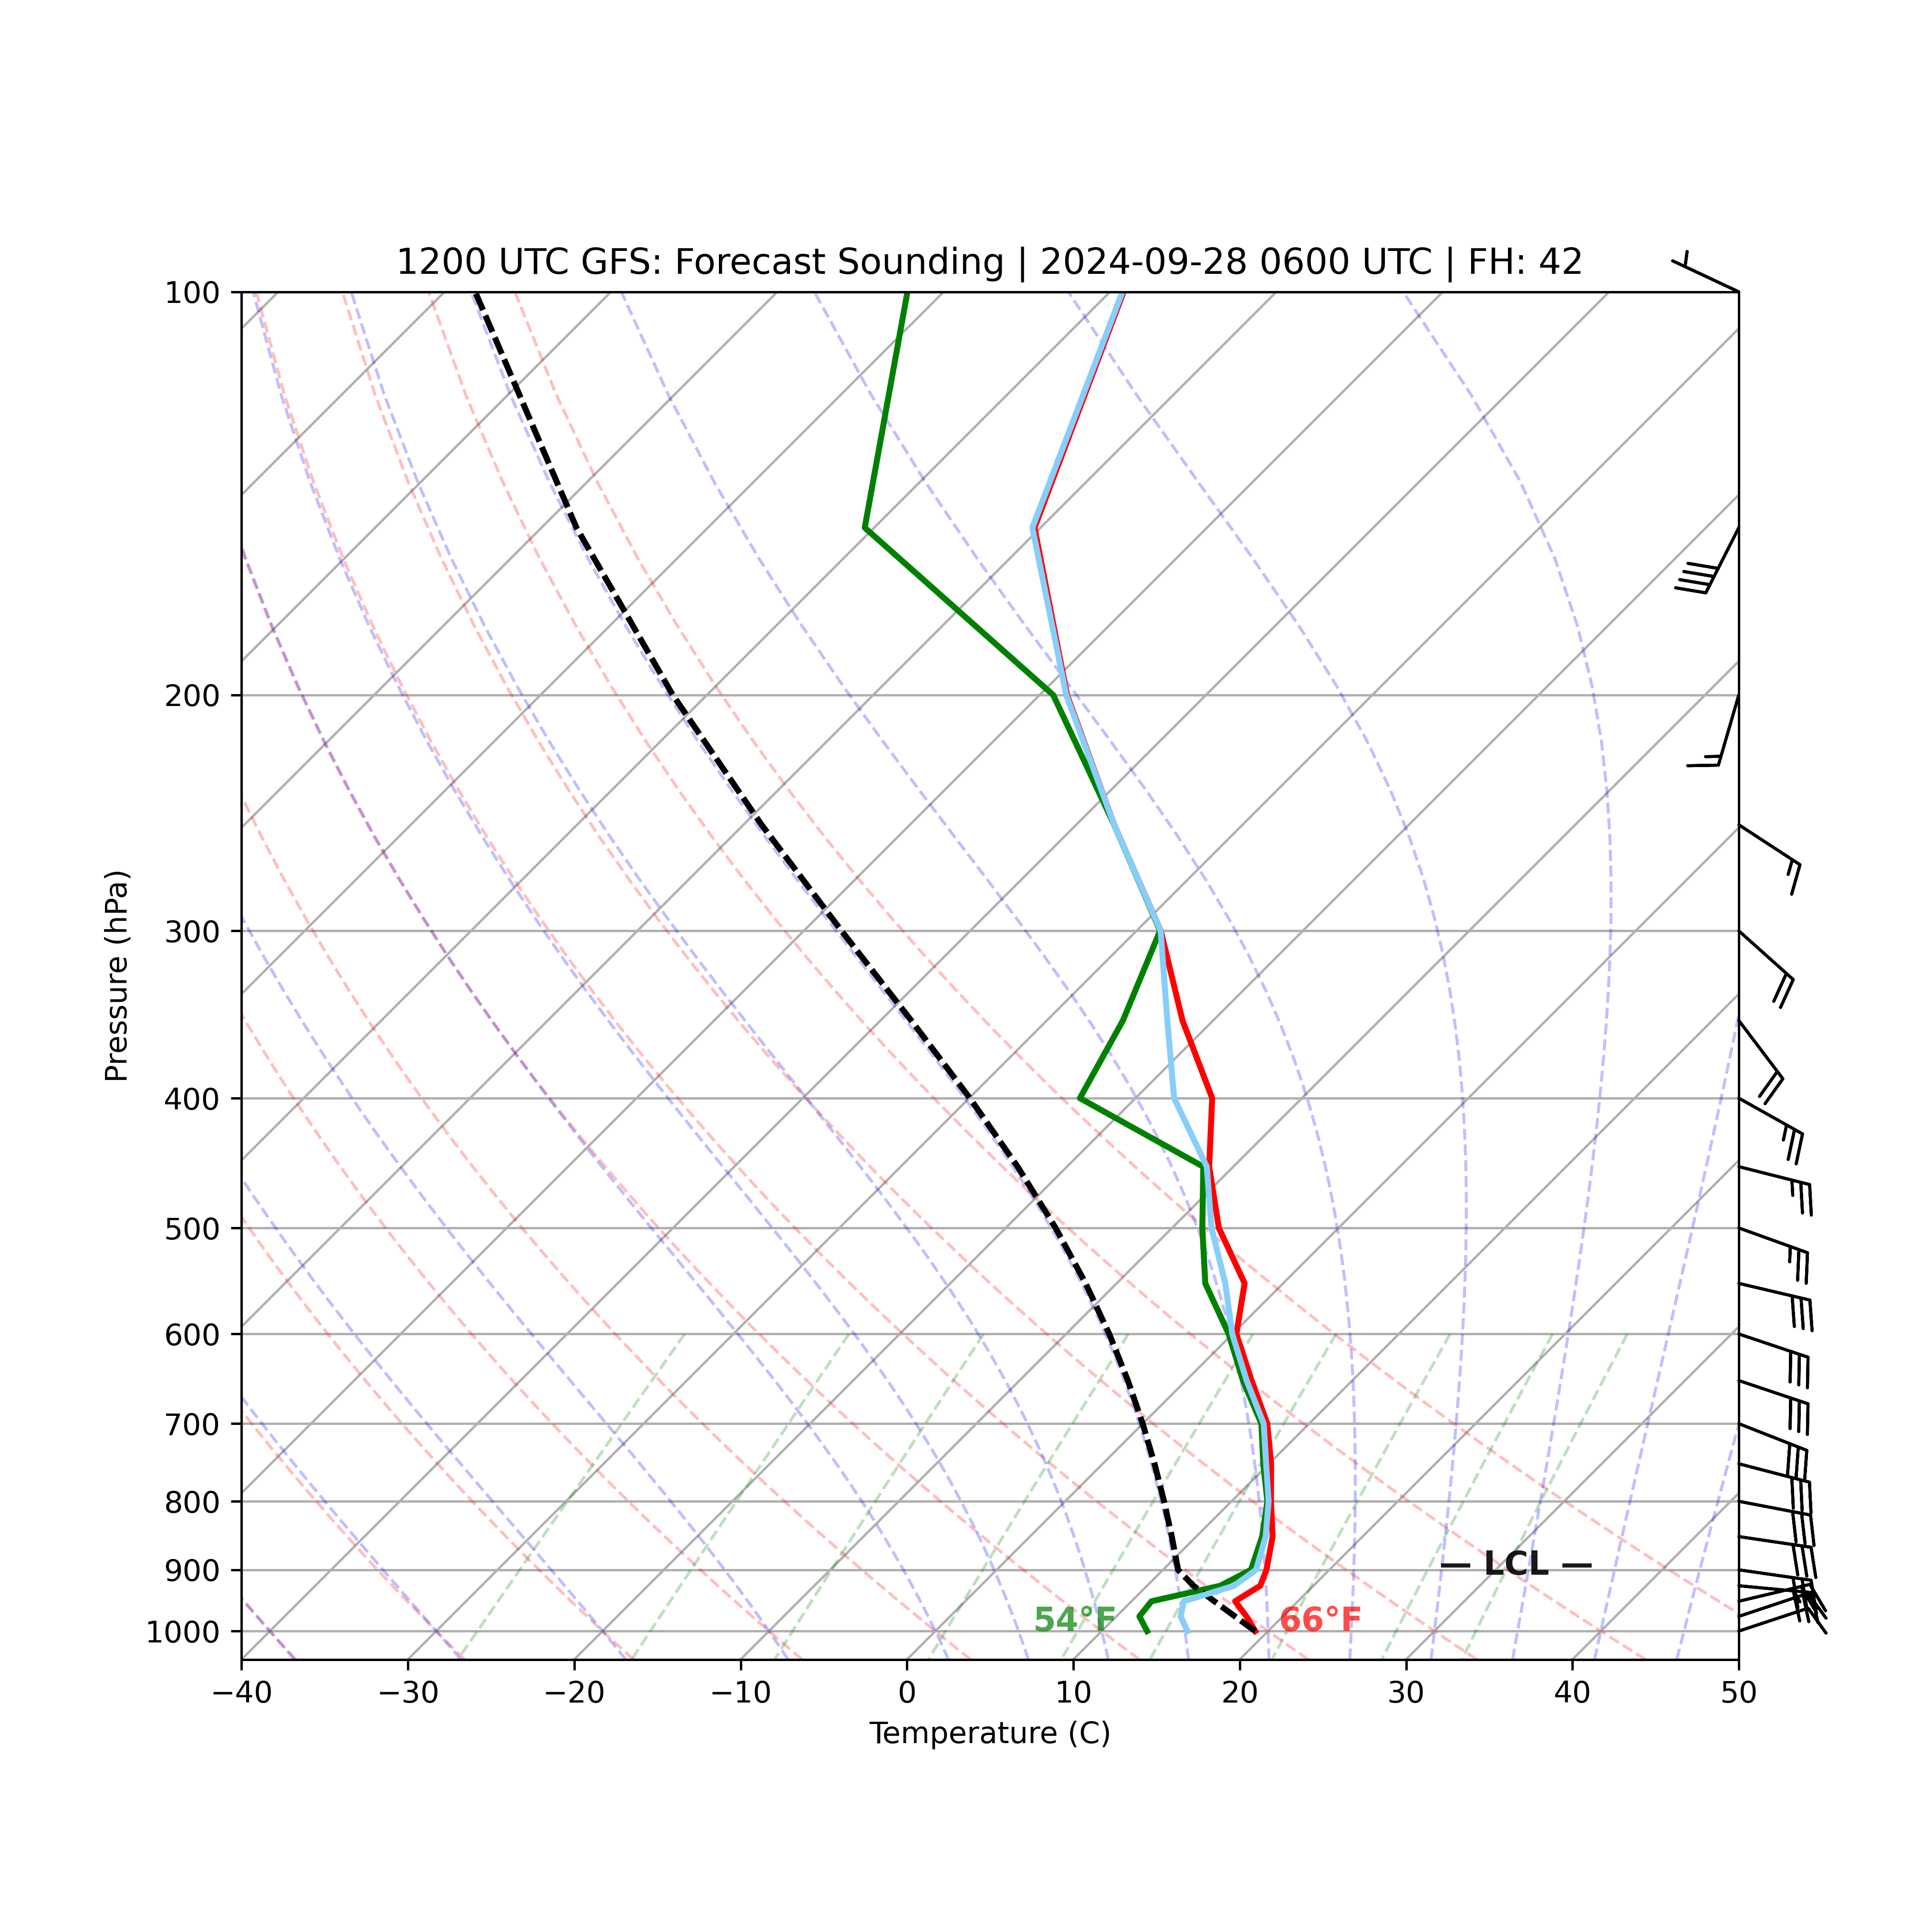 1200 UTC GFS: Forecast Sounding | 2024-09-28 0600 UTC | FH: 42
100
200
300
400
500
600
700
800
900
1000
Pressure (hPa)
— LCL —
54°F
66°F
−40 −30 −20 −10 0 10 20 30 40 50
Temperature (C)